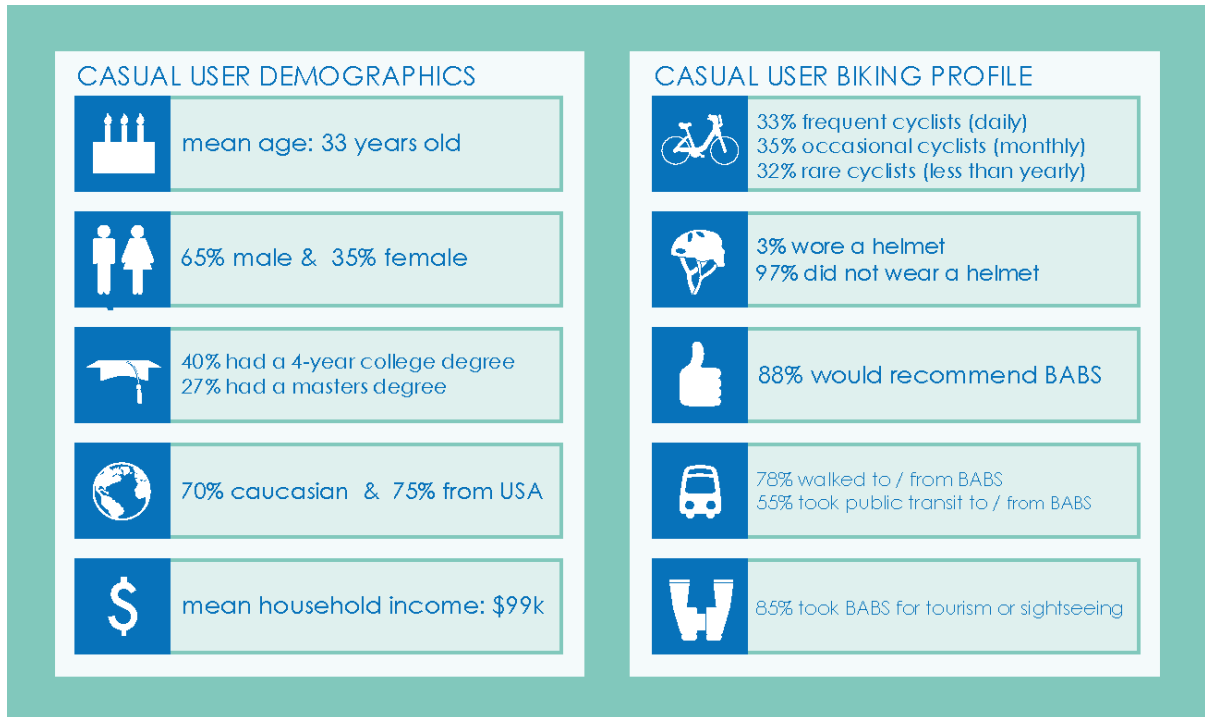 CASUAL USER DEMOGRAPHICS
mean age: 33 years old
65% male & 35% female
40% had a 4-year college degree
27% had a masters degree
70% caucasian & 75% from USA
$
mean household income: $99k
CASUAL USER BIKING PROFILE
33% frequent cyclists (daily)
35% occasional cyclists (monthly)
32% rare cyclists (less than yearly)
3% wore a helmet
97% did not wear a helmet
88% would recommend BABS
78% walked to / from BABS
55% took public transit to / from BABS
85% took BABS for tourism or sightseeing